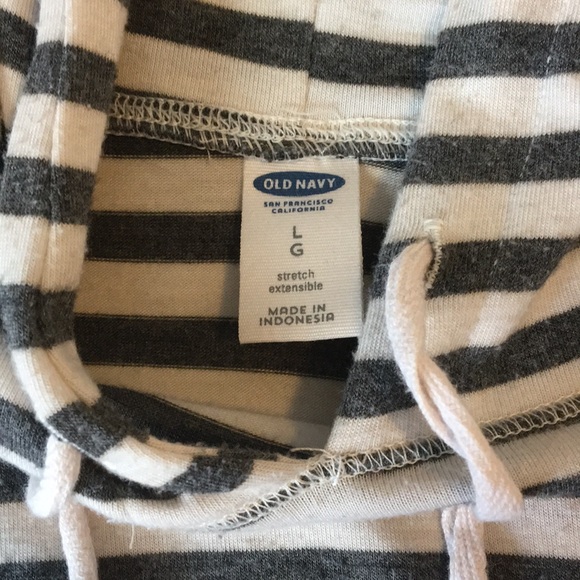 OLD NAVY
SAN FRANCISCO
CALIFORNIA
L
G
stretch
extensible
MADE IN
INDONESIA